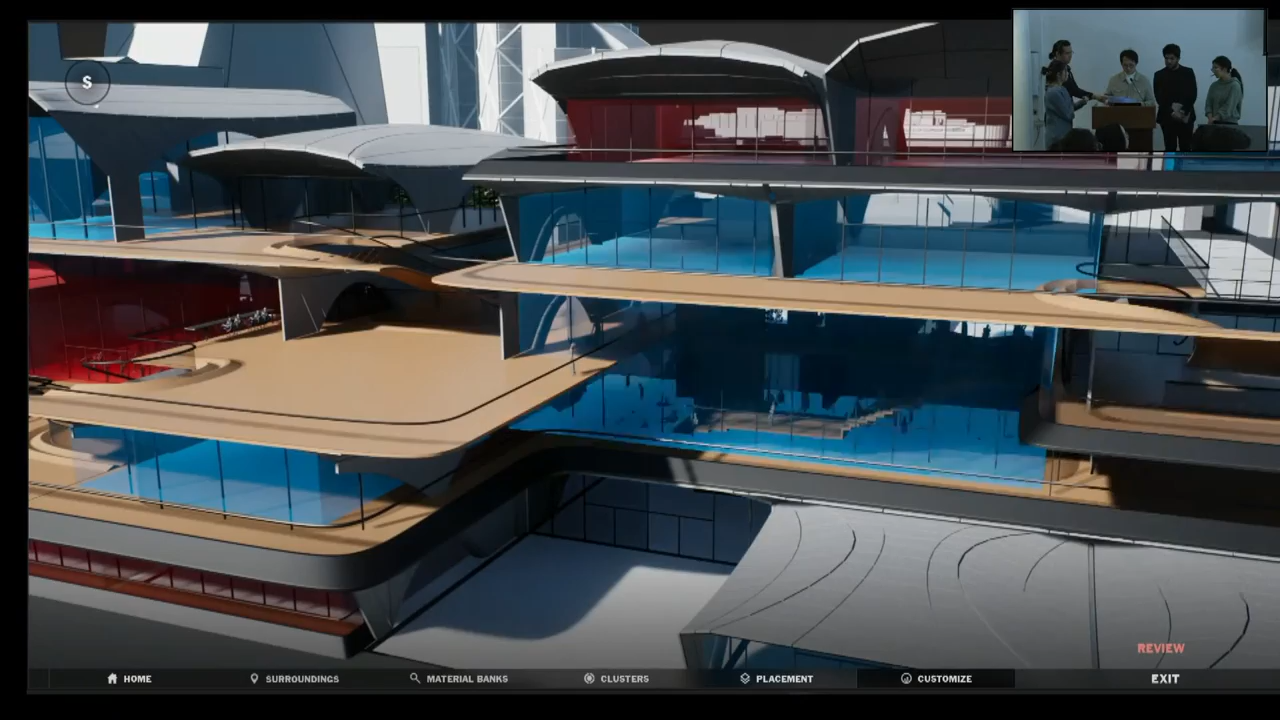 $
REVIEW
HOME
SURROUNDINGS
MATERIAL BANKS
CLUSTERS
PLACEMENT
CUSTOMIZE
EXIT